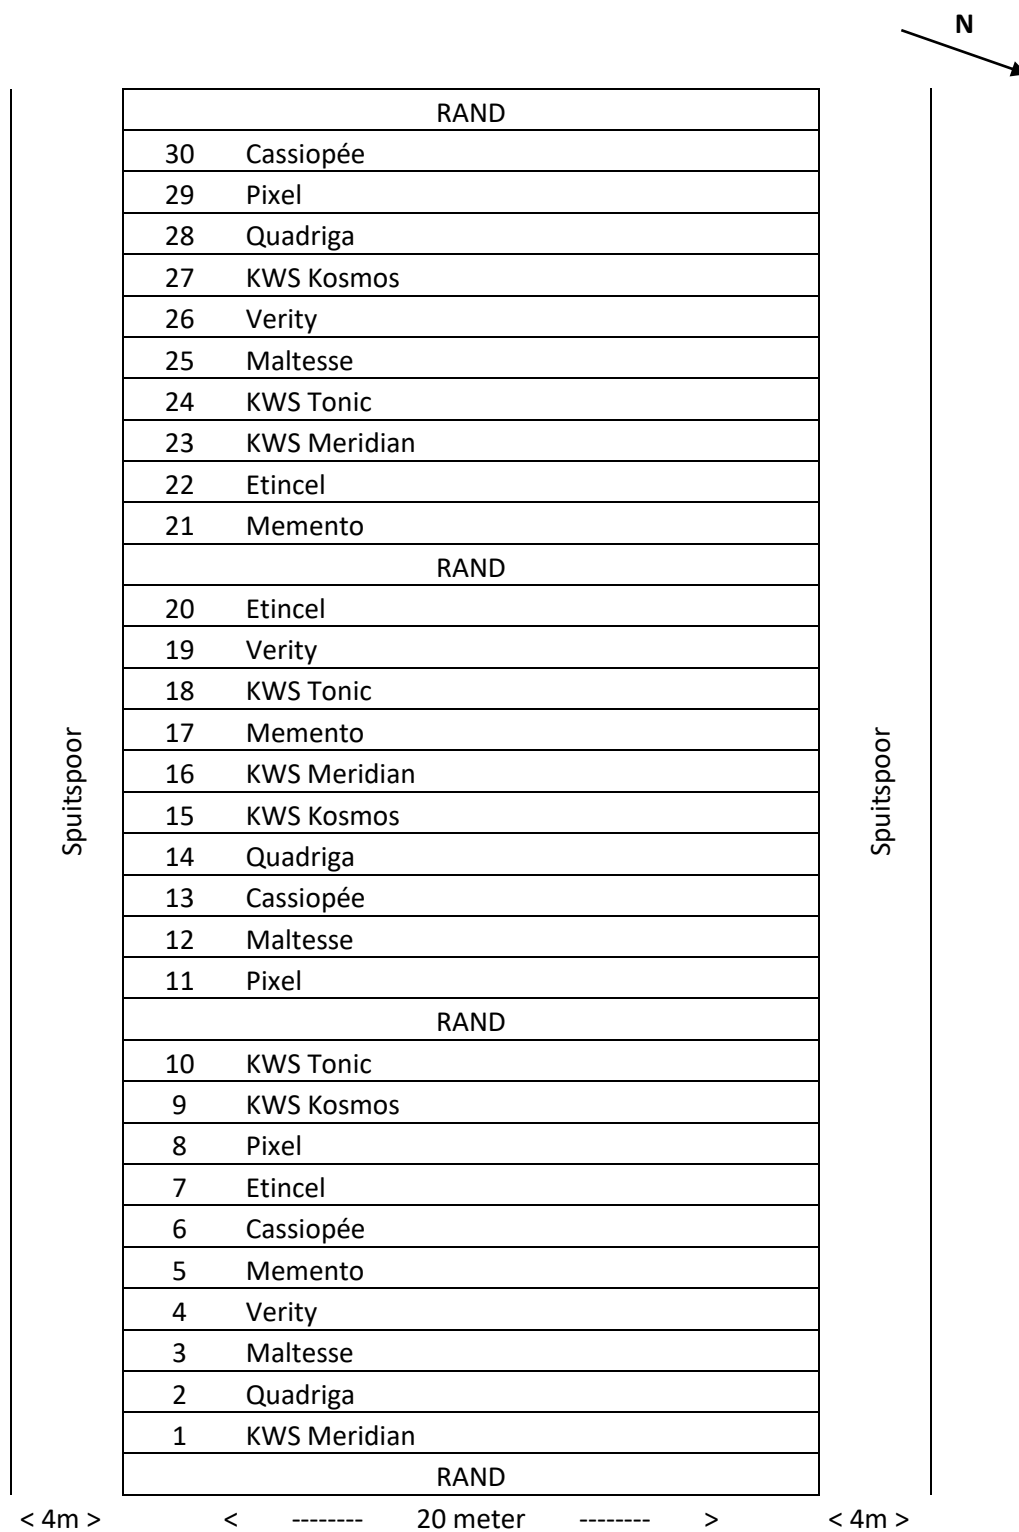 N
RAND
30 Cassiopée
29 Pixel
28 Quadriga
27 KWS Kosmos
26 Verity
25 Maltesse
24 KWS Tonic
23 KWS Meridian
22 Etincel
21 Memento
RAND
20 Etincel
19 Verity
18 KWS Tonic
17 Memento
16 KWS Meridian
15 KWS Kosmos
14 Quadriga
13 Cassiopée
12 Maltesse
11 Pixel
RAND
10 KWS Tonic
9 KWS Kosmos
8 Pixel
7 Etincel
6 Cassiopée
5 Memento
4 Verity
3 Maltesse
2 Quadriga
1 KWS Meridian
RAND
Spuitspoor
Spuitspoor
< 4m > < -------- 20 meter -------- > < 4m >